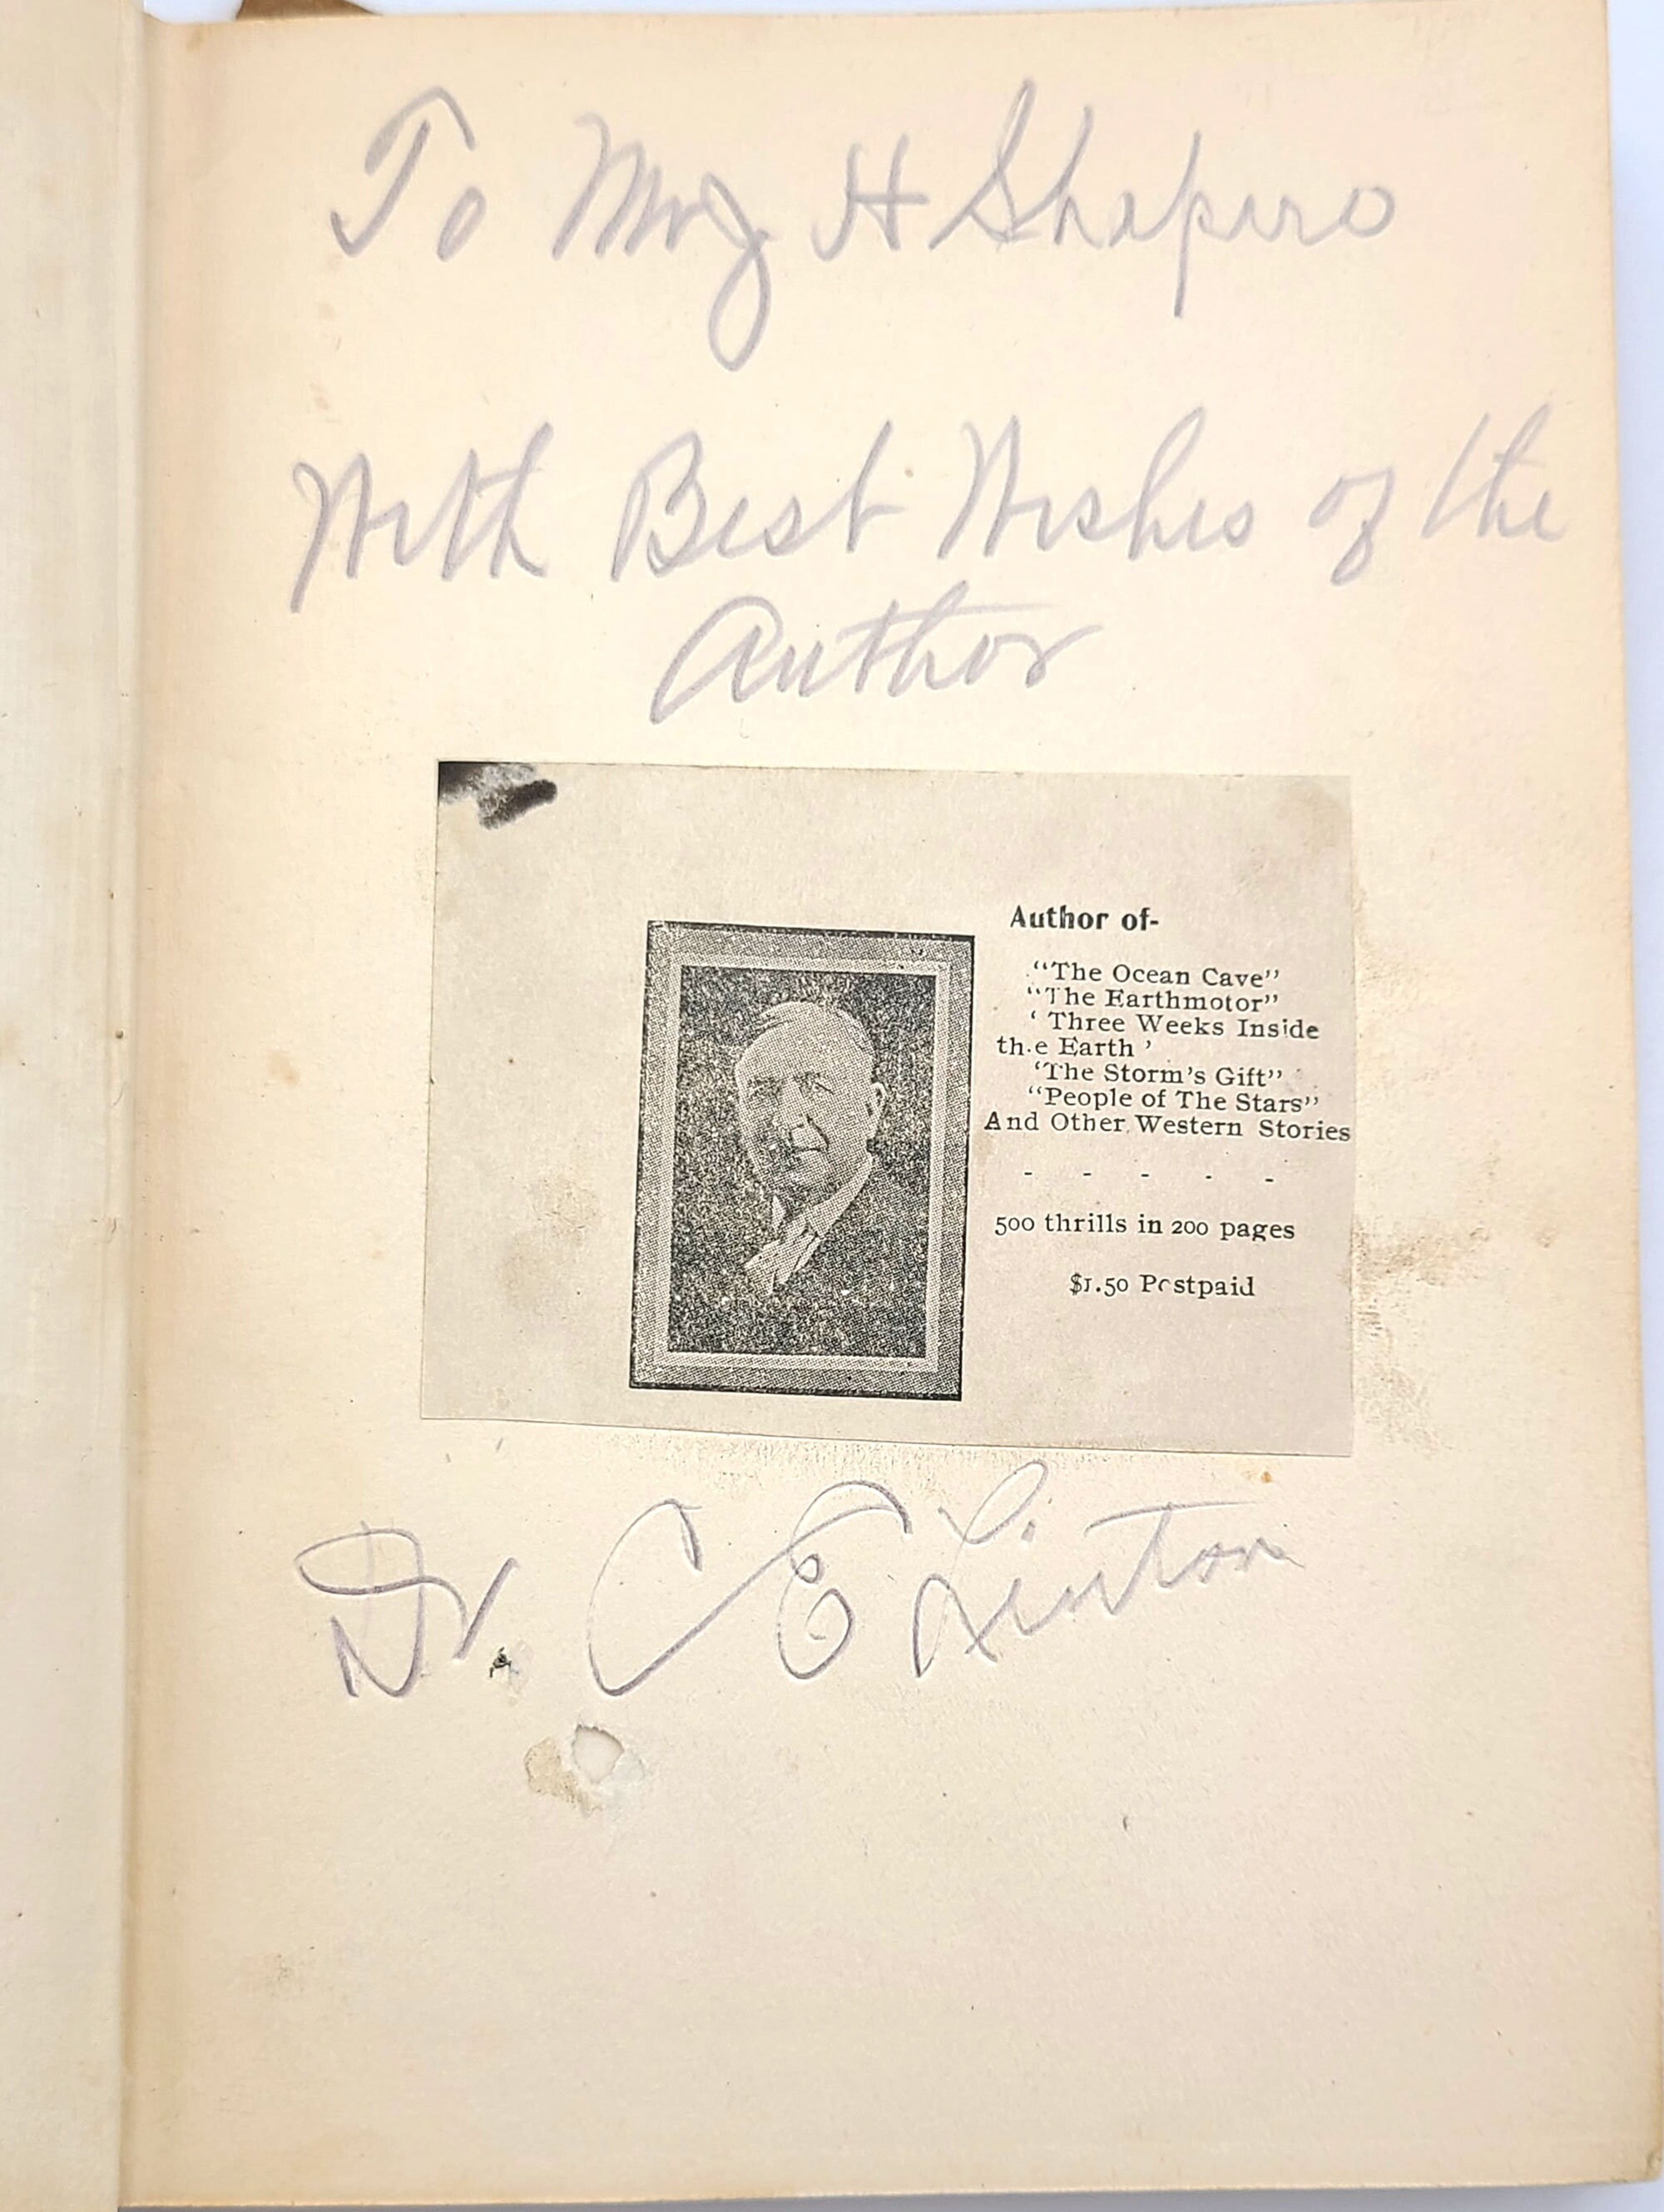 To H Shapiro
With Best Wishes of the
Author
Author of-
"The Ocean Cave"
"The Earthmotor"
' Three Weeks Inside
th.e Earth '
'The Storm's Gift"
"People of The Stars"
And Other Western Stories
- - - - -
500 thrills in 200 pages
$1.50 Postpaid
Dr. C E Linton